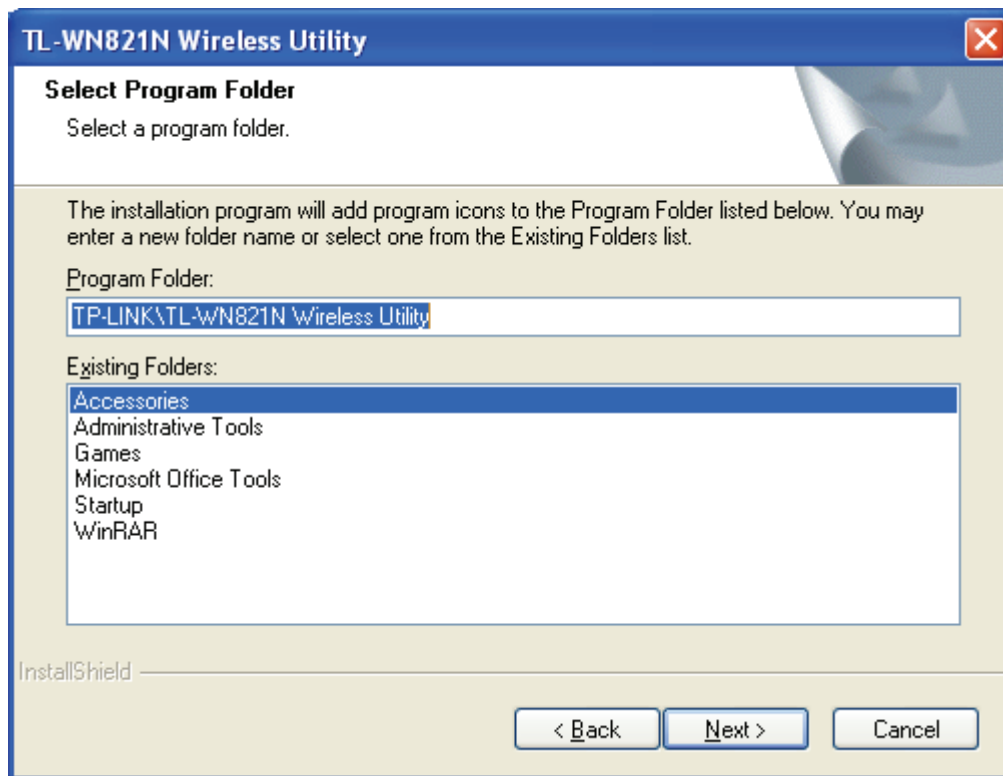 TL-WN821N Wireless Utility
Select Program Folder
Select a program folder.
The installation program will add program icons to the Program Folder listed below. You may
enter a new folder name or select one from the Existing Folders list.
Program Folder:
TP-LINK\TL-WN821N Wireless Utility
Existing Folders:
Accessories
Administrative Tools
Games
Microsoft Office Tools
Startup
WinRAR
InstallShield
< Back
Next >
Cancel